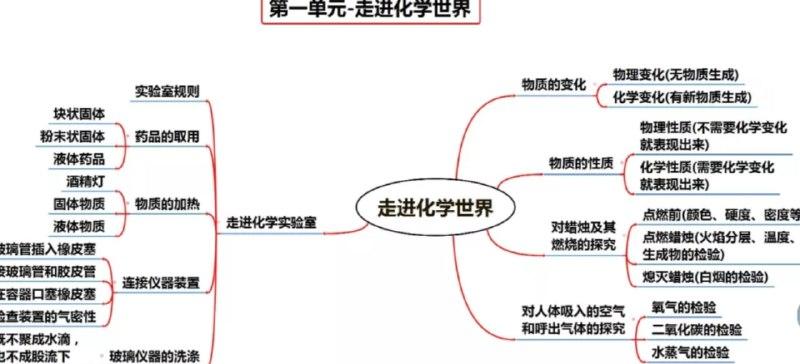 第一单元-走进化学世界
走进化学世界
物质的变化
物理变化(无物质生成)
化学变化(有新物质生成)
物质的性质
物理性质(不需要化学变化
就表现出来)
化学性质(需要化学变化
就表现出来)
对蜡烛及其
燃烧的探究
点燃前(颜色、硬度、密度等
点燃蜡烛(火焰分层、温度、
生成物的检验)
熄灭蜡烛(白烟的检验)
对人体吸入的空气
和呼出气体的探究
氧气的检验
二氧化碳的检验
水蒸气的检验
走进化学实验室
实验室规则
药品的取用
块状固体
粉末状固体
液体药品
物质的加热
酒精灯
固体物质
液体物质
连接仪器装置
玻璃管插入橡皮塞
接玻璃管和胶皮管
在容器口塞橡皮塞
检查装置的气密性
玻璃仪器的洗涤
既不聚成水滴，
也不成股流下